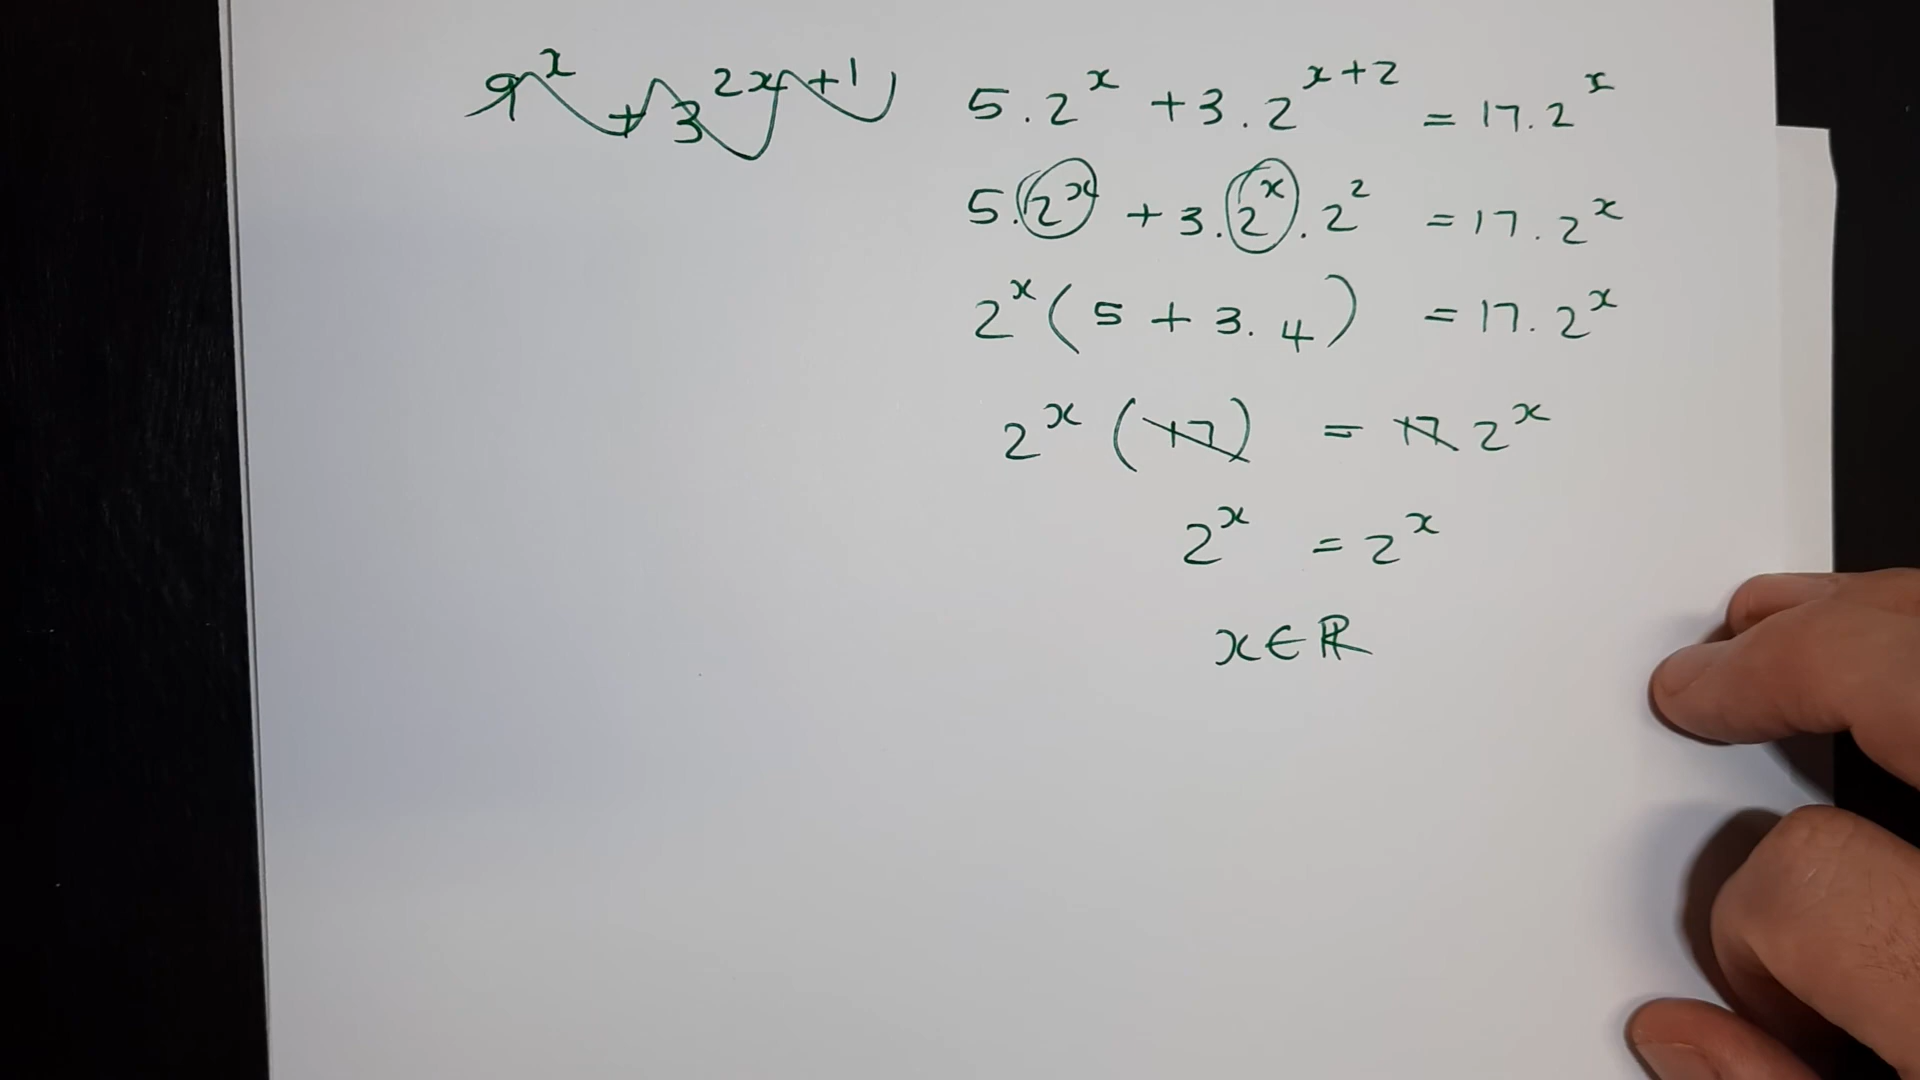 9^x + 3^{2x+1}
5.2^x + 3.2^{x+2} = 17.2^x
5.2^x + 3.2^x.2^2 = 17.2^x
2^x(5 + 3.4) = 17.2^x
2^x(17) = 17 2^x
2^x = 2^x
x∈ℝ